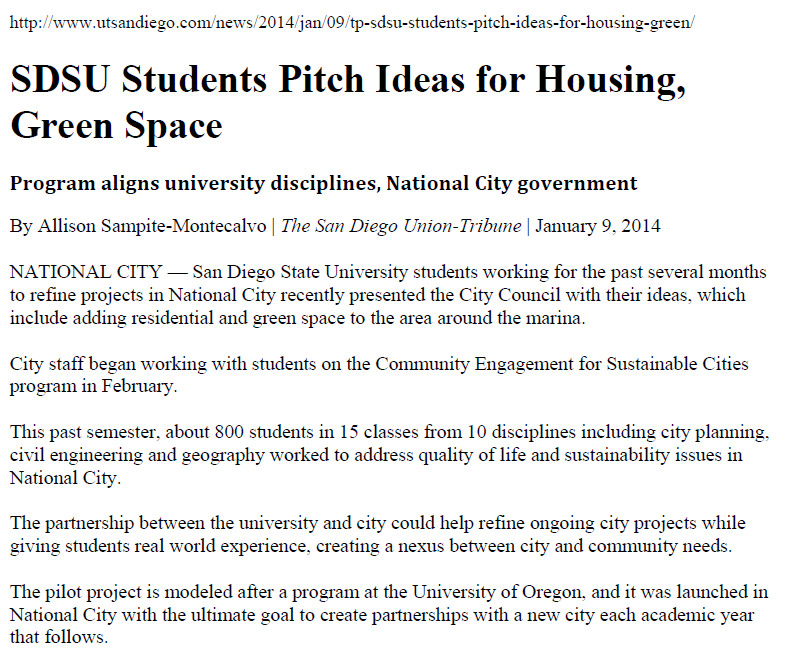 http://www.utsandiego.com/news/2014/jan/09/tp-sdsu-students-pitch-ideas-for-housing-green/
SDSU Students Pitch Ideas for Housing,
Green Space
Program aligns university disciplines, National City government
By Allison Sampite-Montecalvo | The San Diego Union-Tribune | January 9, 2014
NATIONAL CITY — San Diego State University students working for the past several months
to refine projects in National City recently presented the City Council with their ideas, which
include adding residential and green space to the area around the marina.
City staff began working with students on the Community Engagement for Sustainable Cities
program in February.
This past semester, about 800 students in 15 classes from 10 disciplines including city planning,
civil engineering and geography worked to address quality of life and sustainability issues in
National City.
The partnership between the university and city could help refine ongoing city projects while
giving students real world experience, creating a nexus between city and community needs.
The pilot project is modeled after a program at the University of Oregon, and it was launched in
National City with the ultimate goal to create partnerships with a new city each academic year
that follows.